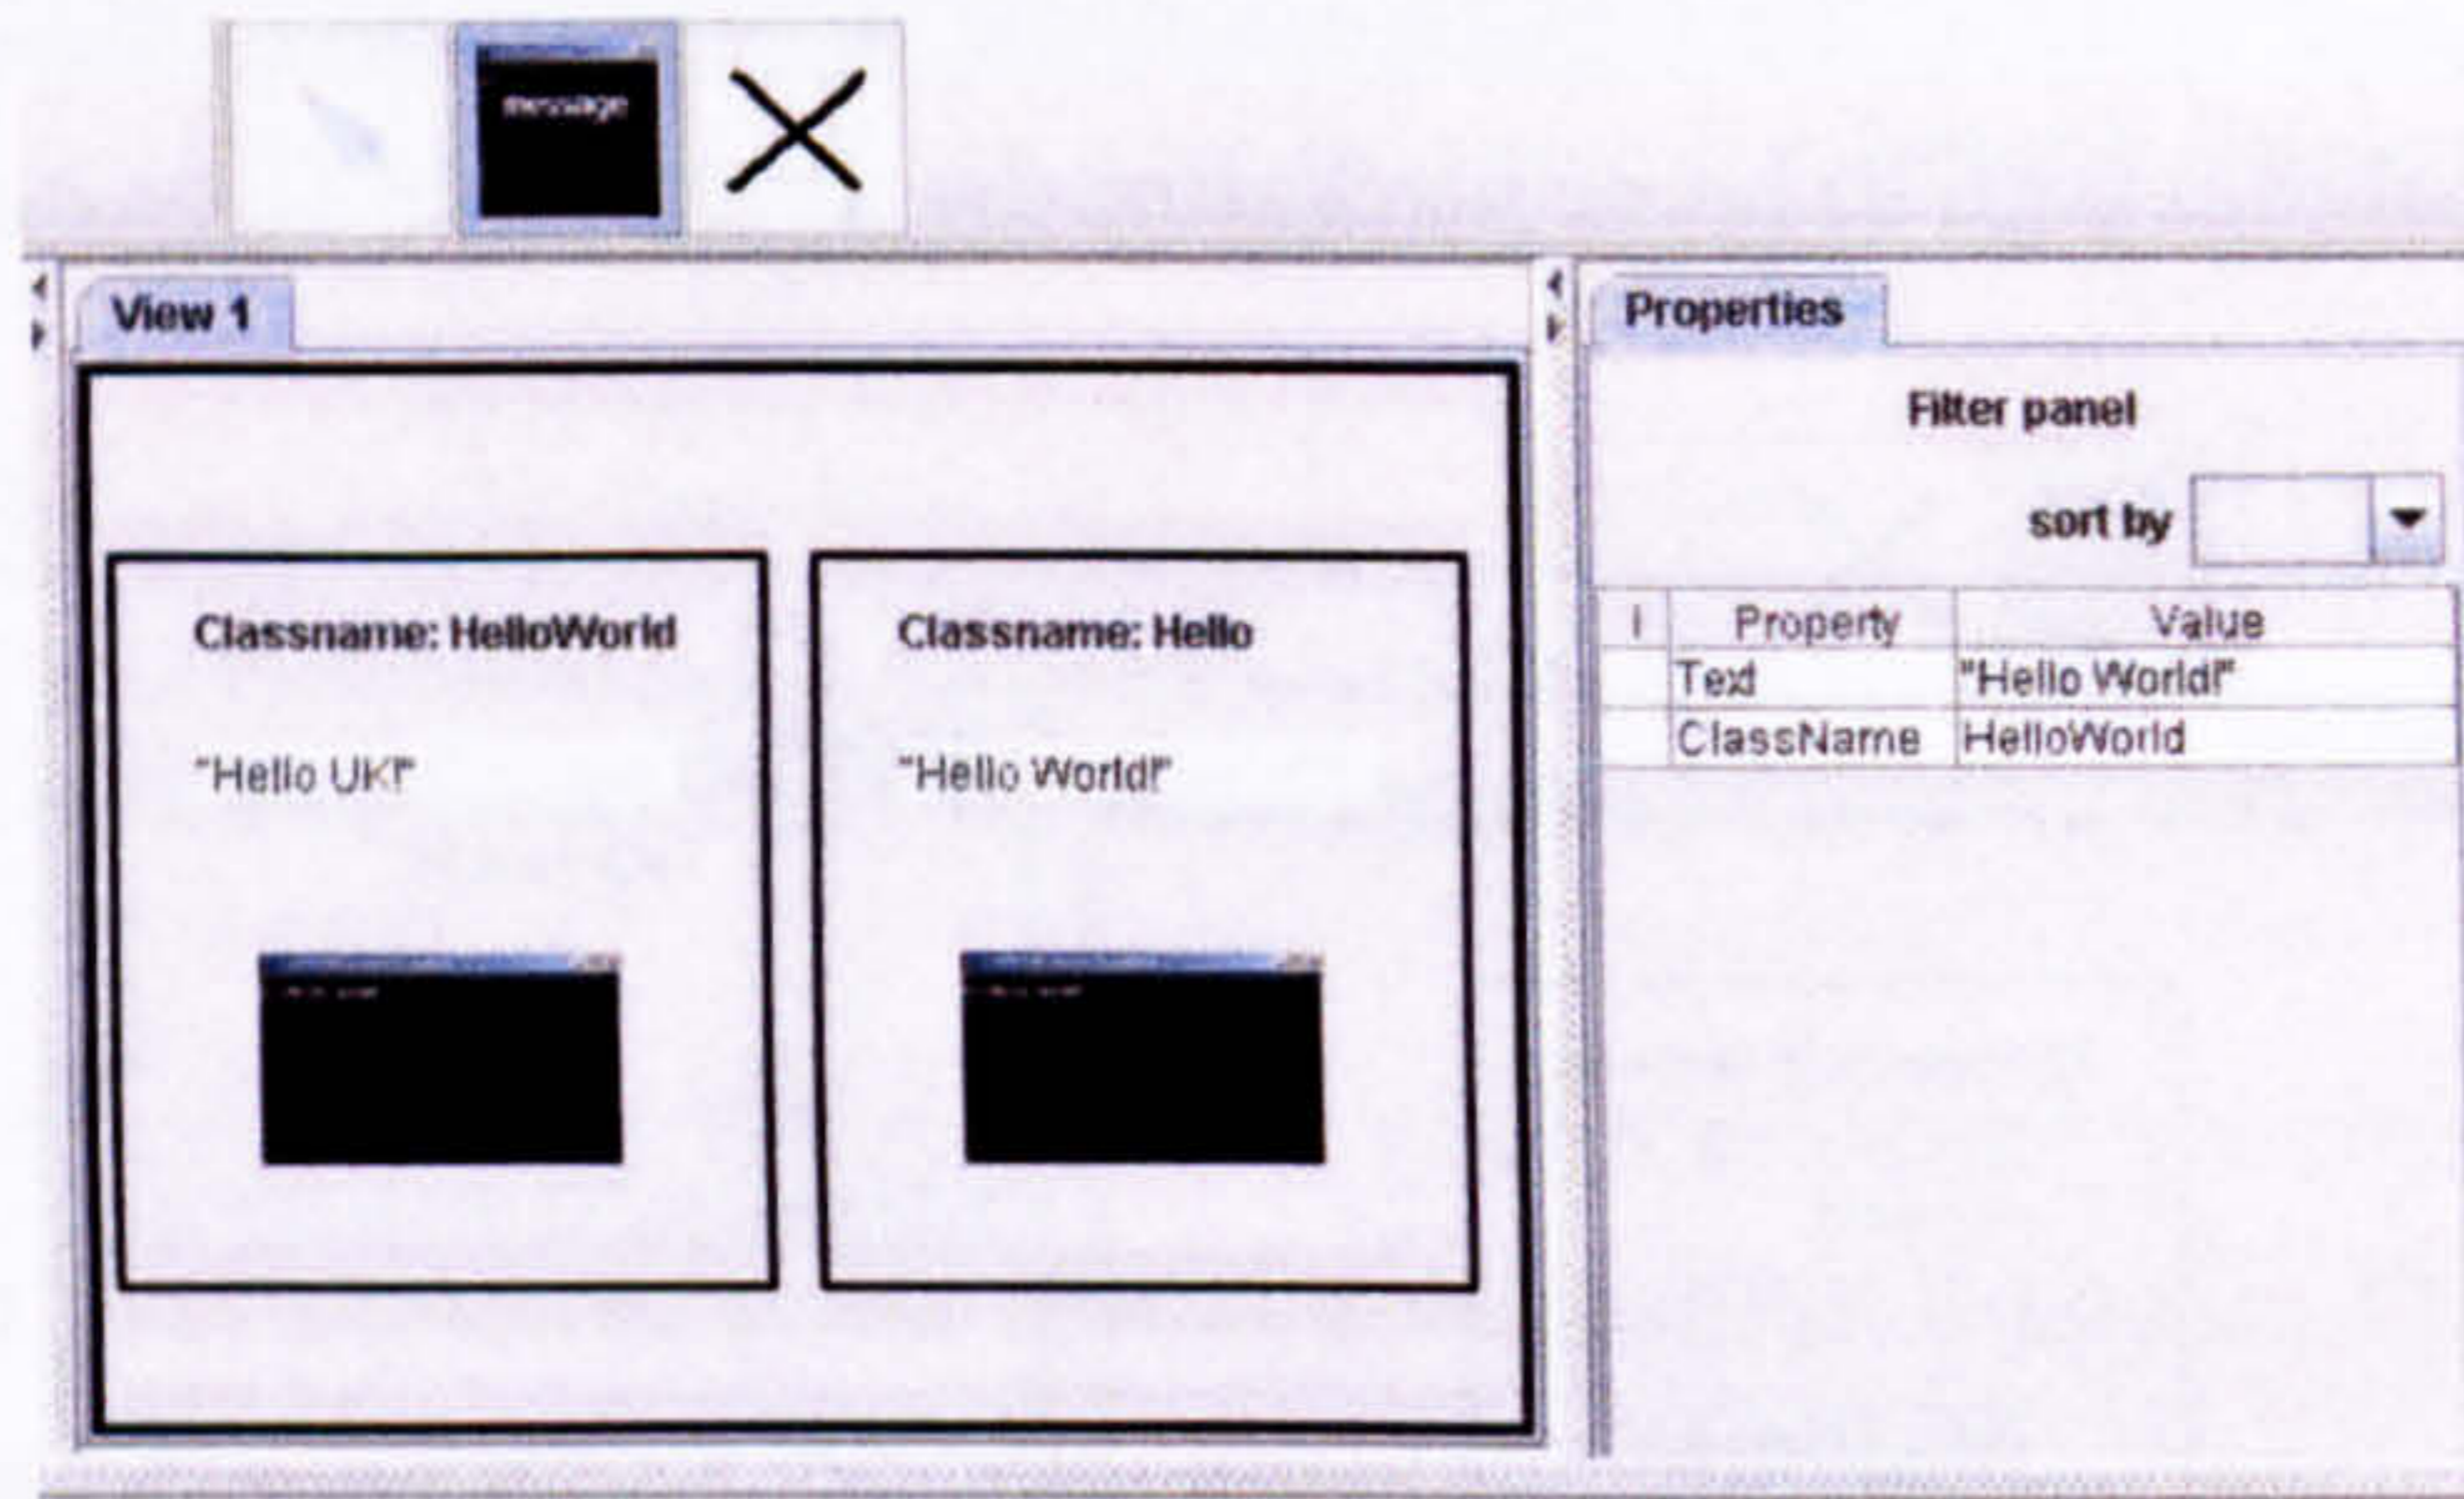 message
View 1
Classname: HelloWorld
"Hello UK!"
Classname: Hello
"Hello World!"
Properties
Filter panel
sort by
i Property Value
Text "Hello World!"
ClassName HelloWorld